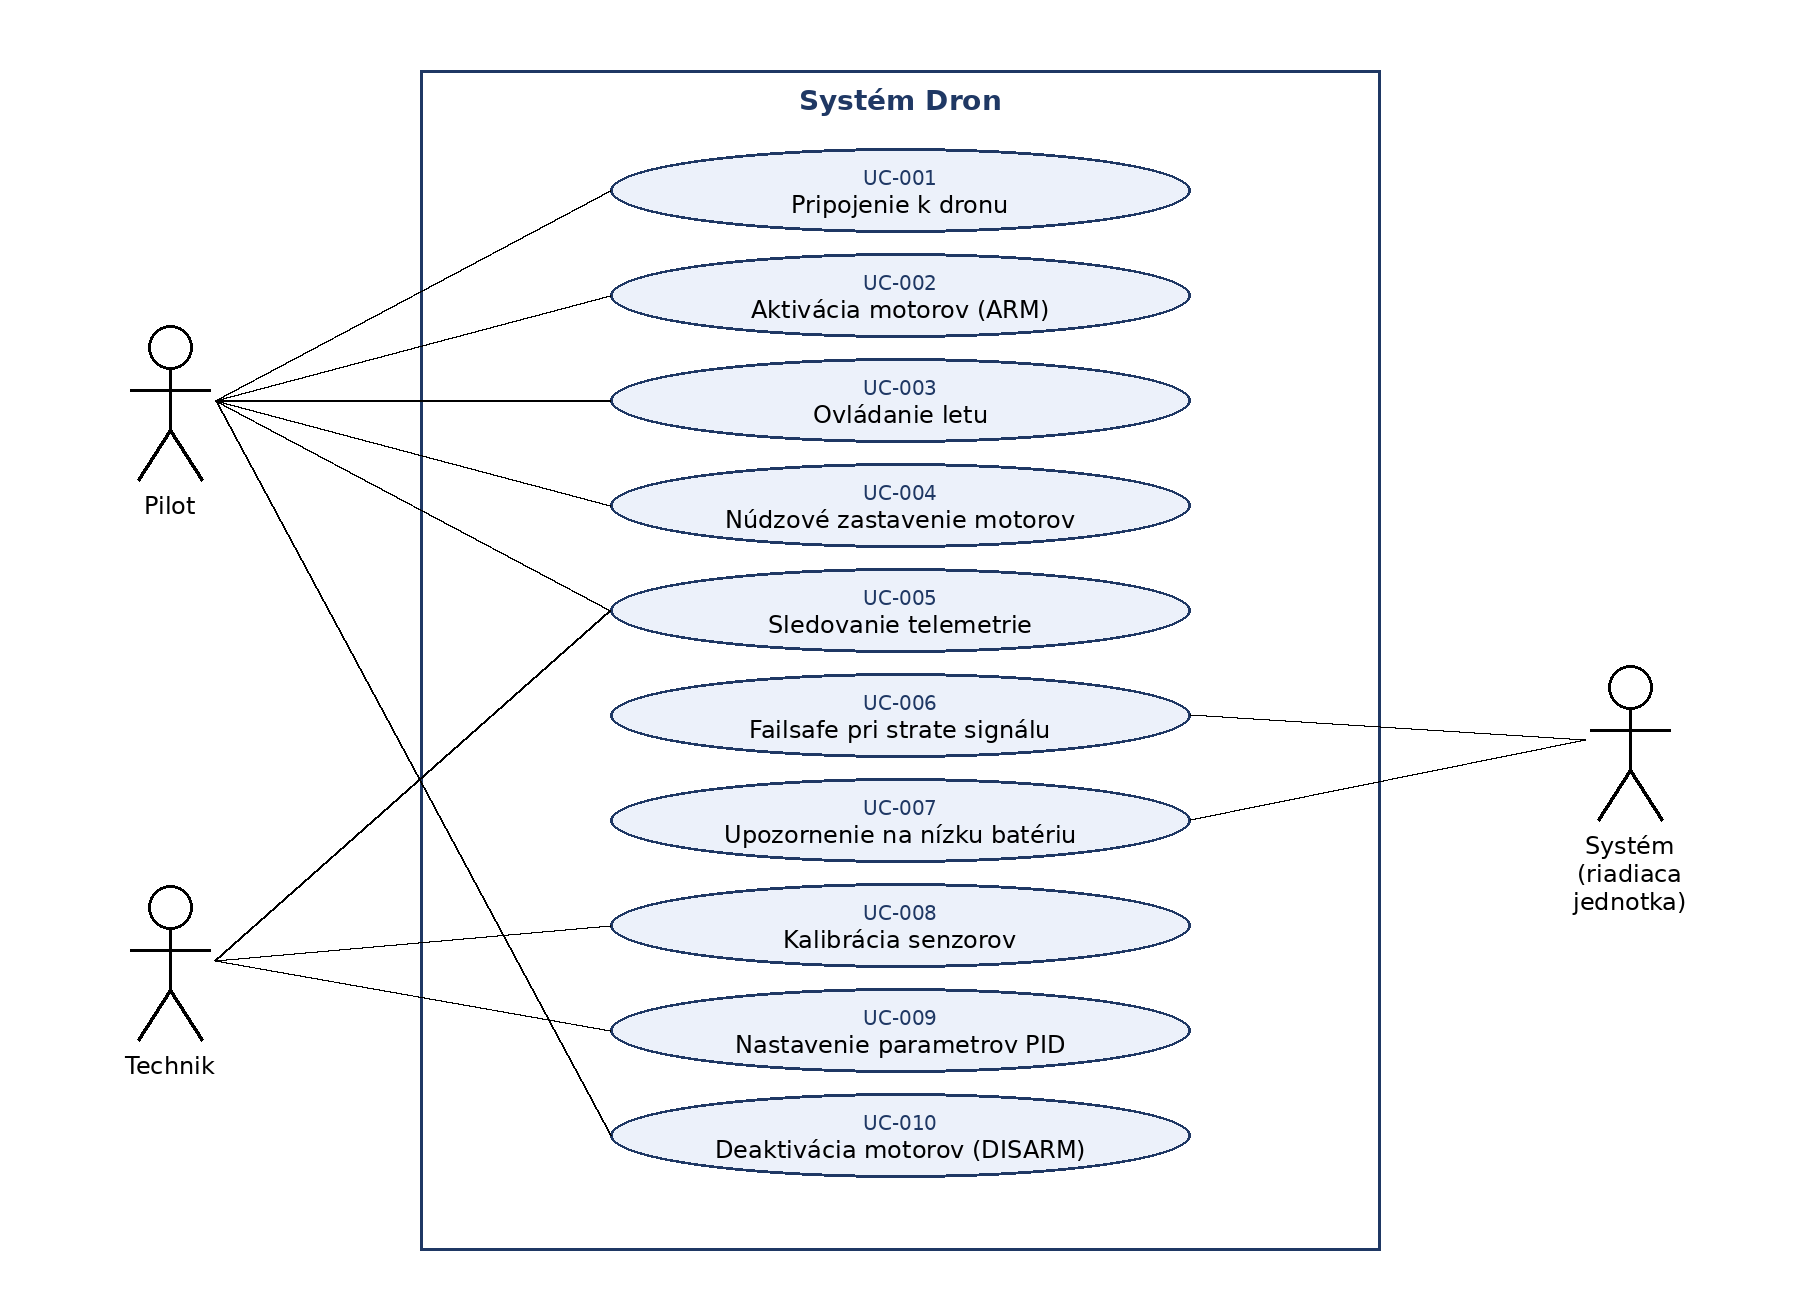 Systém Dron
UC-001
Pripojenie k dronu
UC-002
Aktivácia motorov (ARM)
UC-003
Ovládanie letu
UC-004
Núdzové zastavenie motorov
UC-005
Sledovanie telemetrie
UC-006
Failsafe pri strate signálu
UC-007
Upozornenie na nízku batériu
UC-008
Kalibrácia senzorov
UC-009
Nastavenie parametrov PID
UC-010
Deaktivácia motorov (DISARM)
Pilot
Technik
Systém
(riadiaca
jednotka)